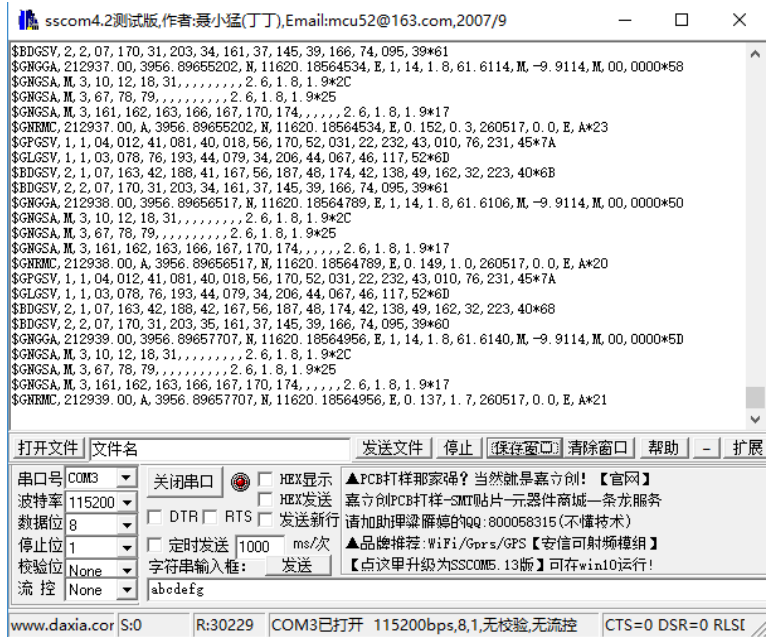 sscom4.2测试版,作者:聂小猛(丁丁),Email:mcu52@163.com,2007/9
$BDGSV, 2, 2, 07, 170, 31, 203, 34, 161, 37, 145, 39, 166, 74, 095, 39*61
$GNGGA, 212937.00, 3956.89655202, N, 11620.18564534, E, 1, 14, 1.8, 61.6114, M, -9.9114, M, 00, 0000*58
$GNGSA, M, 3, 10, 12, 18, 31, , , , , , , , , 2.6, 1.8, 1.9*2C
$GNGSA, M, 3, 67, 78, 79, , , , , , , , , , 2.6, 1.8, 1.9*25
$GNGSA, M, 3, 161, 162, 163, 166, 167, 170, 174, , , , , , 2.6, 1.8, 1.9*17
$GNRMC, 212937.00, A, 3956.89655202, N, 11620.18564534, E, 0.152, 0.3, 260517, 0.0, E, A*23
$GPGSV, 1, 1, 04, 012, 41, 081, 40, 018, 56, 170, 52, 031, 22, 232, 43, 010, 76, 231, 45*7A
$GLGSV, 1, 1, 03, 078, 76, 193, 44, 079, 34, 206, 44, 067, 46, 117, 52*6D
$BDGSV, 2, 1, 07, 163, 42, 188, 41, 167, 56, 187, 48, 174, 42, 138, 49, 162, 32, 223, 40*6B
$BDGSV, 2, 2, 07, 170, 31, 203, 34, 161, 37, 145, 39, 166, 74, 095, 39*61
$GNGGA, 212938.00, 3956.89656517, N, 11620.18564789, E, 1, 14, 1.8, 61.6106, M, -9.9114, M, 00, 0000*50
$GNGSA, M, 3, 10, 12, 18, 31, , , , , , , , , 2.6, 1.8, 1.9*2C
$GNGSA, M, 3, 67, 78, 79, , , , , , , , , , 2.6, 1.8, 1.9*25
$GNGSA, M, 3, 161, 162, 163, 166, 167, 170, 174, , , , , , 2.6, 1.8, 1.9*17
$GNRMC, 212938.00, A, 3956.89656517, N, 11620.18564789, E, 0.149, 1.0, 260517, 0.0, E, A*20
$GPGSV, 1, 1, 04, 012, 41, 081, 40, 018, 56, 170, 52, 031, 22, 232, 43, 010, 76, 231, 45*7A
$GLGSV, 1, 1, 03, 078, 76, 193, 44, 079, 34, 206, 44, 067, 46, 117, 52*6D
$BDGSV, 2, 1, 07, 163, 42, 188, 42, 167, 56, 187, 48, 174, 42, 138, 49, 162, 32, 223, 40*68
$BDGSV, 2, 2, 07, 170, 31, 203, 35, 161, 37, 145, 39, 166, 74, 095, 39*60
$GNGGA, 212939.00, 3956.89657707, N, 11620.18564956, E, 1, 14, 1.8, 61.6140, M, -9.9114, M, 00, 0000*5D
$GNGSA, M, 3, 10, 12, 18, 31, , , , , , , , , 2.6, 1.8, 1.9*2C
$GNGSA, M, 3, 67, 78, 79, , , , , , , , , , 2.6, 1.8, 1.9*25
$GNGSA, M, 3, 161, 162, 163, 166, 167, 170, 174, , , , , , 2.6, 1.8, 1.9*17
$GNRMC, 212939.00, A, 3956.89657707, N, 11620.18564956, E, 0.137, 1.7, 260517, 0.0, E, A*21
打开文件 文件名 发送文件 停止 保存窗口 清除窗口 帮助 - 扩展
串口号 COM3 关闭串口 HEX显示 ▲PCB打样那家强? 当然就是嘉立创! 【官网】
波特率 115200 HEX发送 嘉立创PCB打样-SMT贴片-元器件商城一条龙服务
数据位 8 DTR RTS 发送新行 请加助理梁雁婷的QQ:800058315(不懂技术)
停止位 1 定时发送 1000 ms/次 ▲品牌推荐:WiFi/Gprs/GPS【安信可射频模组】
校验位 None 字符串输入框: 发送 【点这里升级为SSCOM5.13版】可在win10运行!
流 控 None abcdefg
www.daxia.cor S:0 R:30229 COM3已打开 115200bps,8,1,无校验,无流控 CTS=0 DSR=0 RLSI